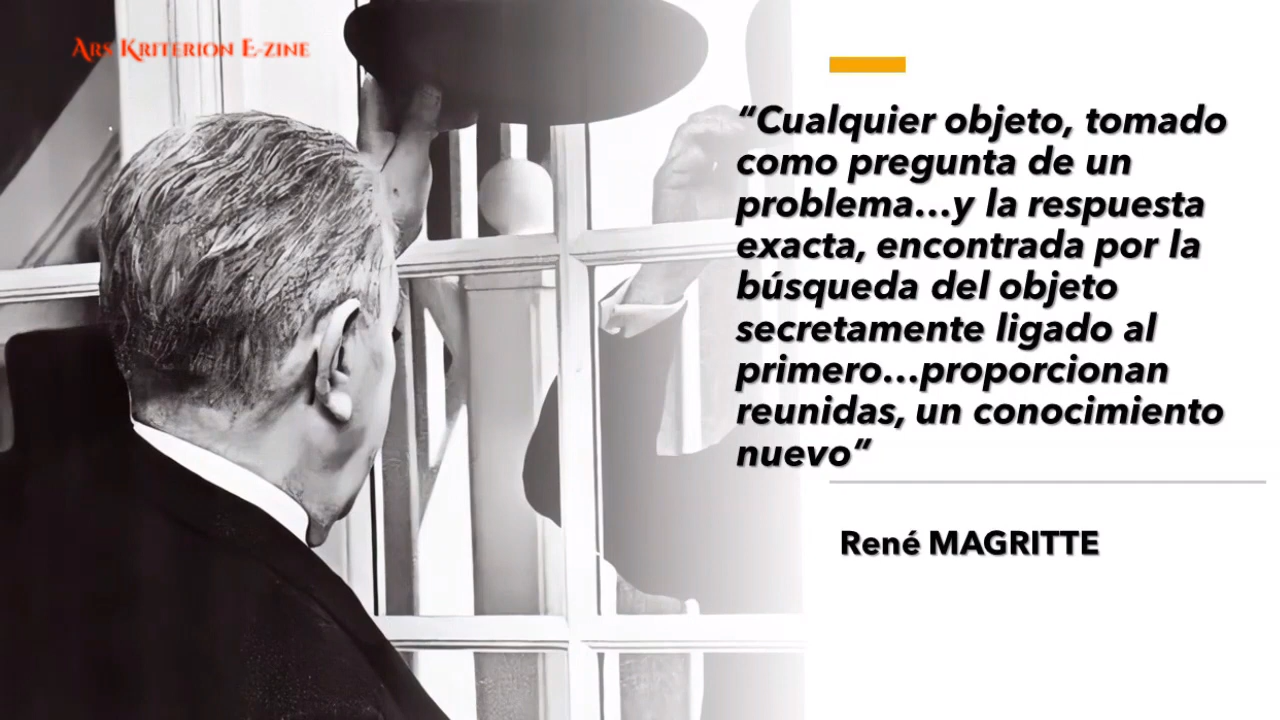 Ars Kriterion E-zine
“Cualquier objeto, tomado
como pregunta de un
problema...y la respuesta
exacta, encontrada por la
búsqueda del objeto
secretamente ligado al
primero...proporcionan
reunidas, un conocimiento
nuevo”
René MAGRITTE